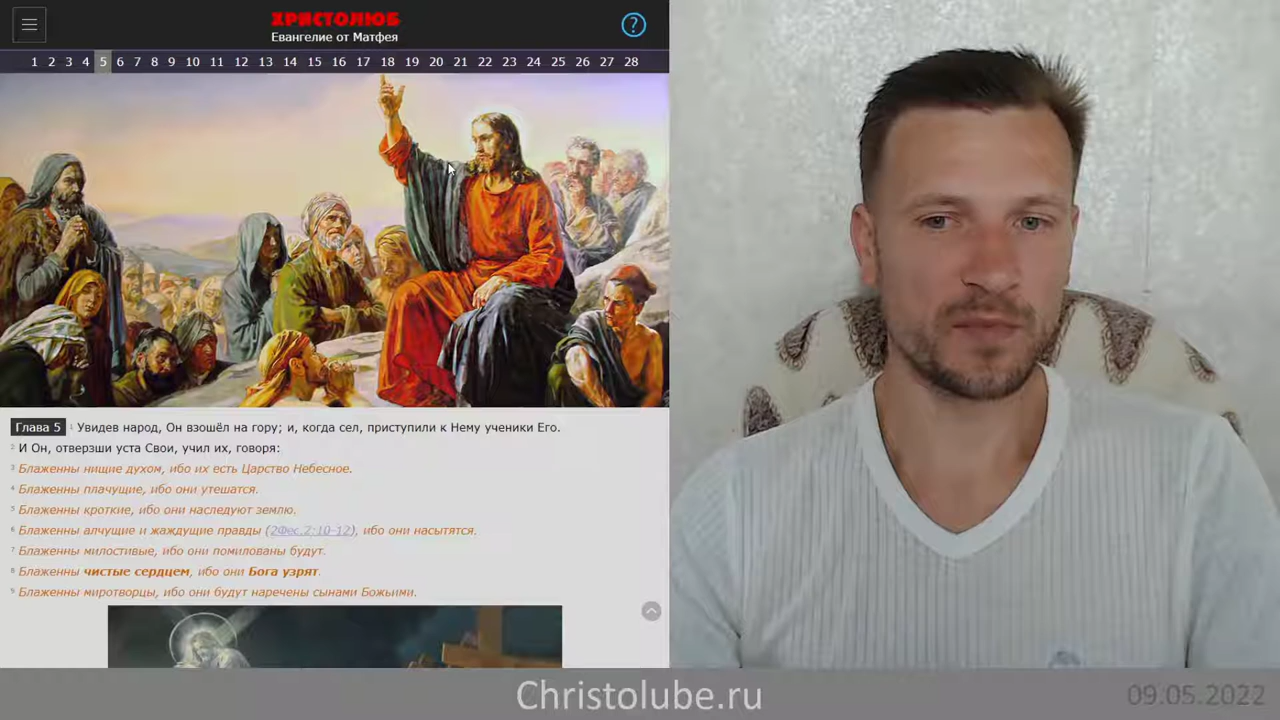 ХРИСТОЛЮБ
Евангелие от Матфея
?
1 2 3 4 5 6 7 8 9 10 11 12 13 14 15 16 17 18 19 20 21 22 23 24 25 26 27 28
Глава 5 1 Увидев народ, Он взошёл на гору; и, когда сел, приступили к Нему ученики Его.
2 И Он, отверзши уста Свои, учил их, говоря:
3 Блаженны нищие духом, ибо их есть Царство Небесное.
4 Блаженны плачущие, ибо они утешатся.
5 Блаженны кроткие, ибо они наследуют землю.
6 Блаженны алчущие и жаждущие правды (2Фес.2:10-12), ибо они насытятся.
7 Блаженны милостивые, ибо они помилованы будут.
8 Блаженны чистые сердцем, ибо они Бога узрят.
9 Блаженны миротворцы, ибо они будут наречены сынами Божьими.
Christolube.ru
09.05.2022